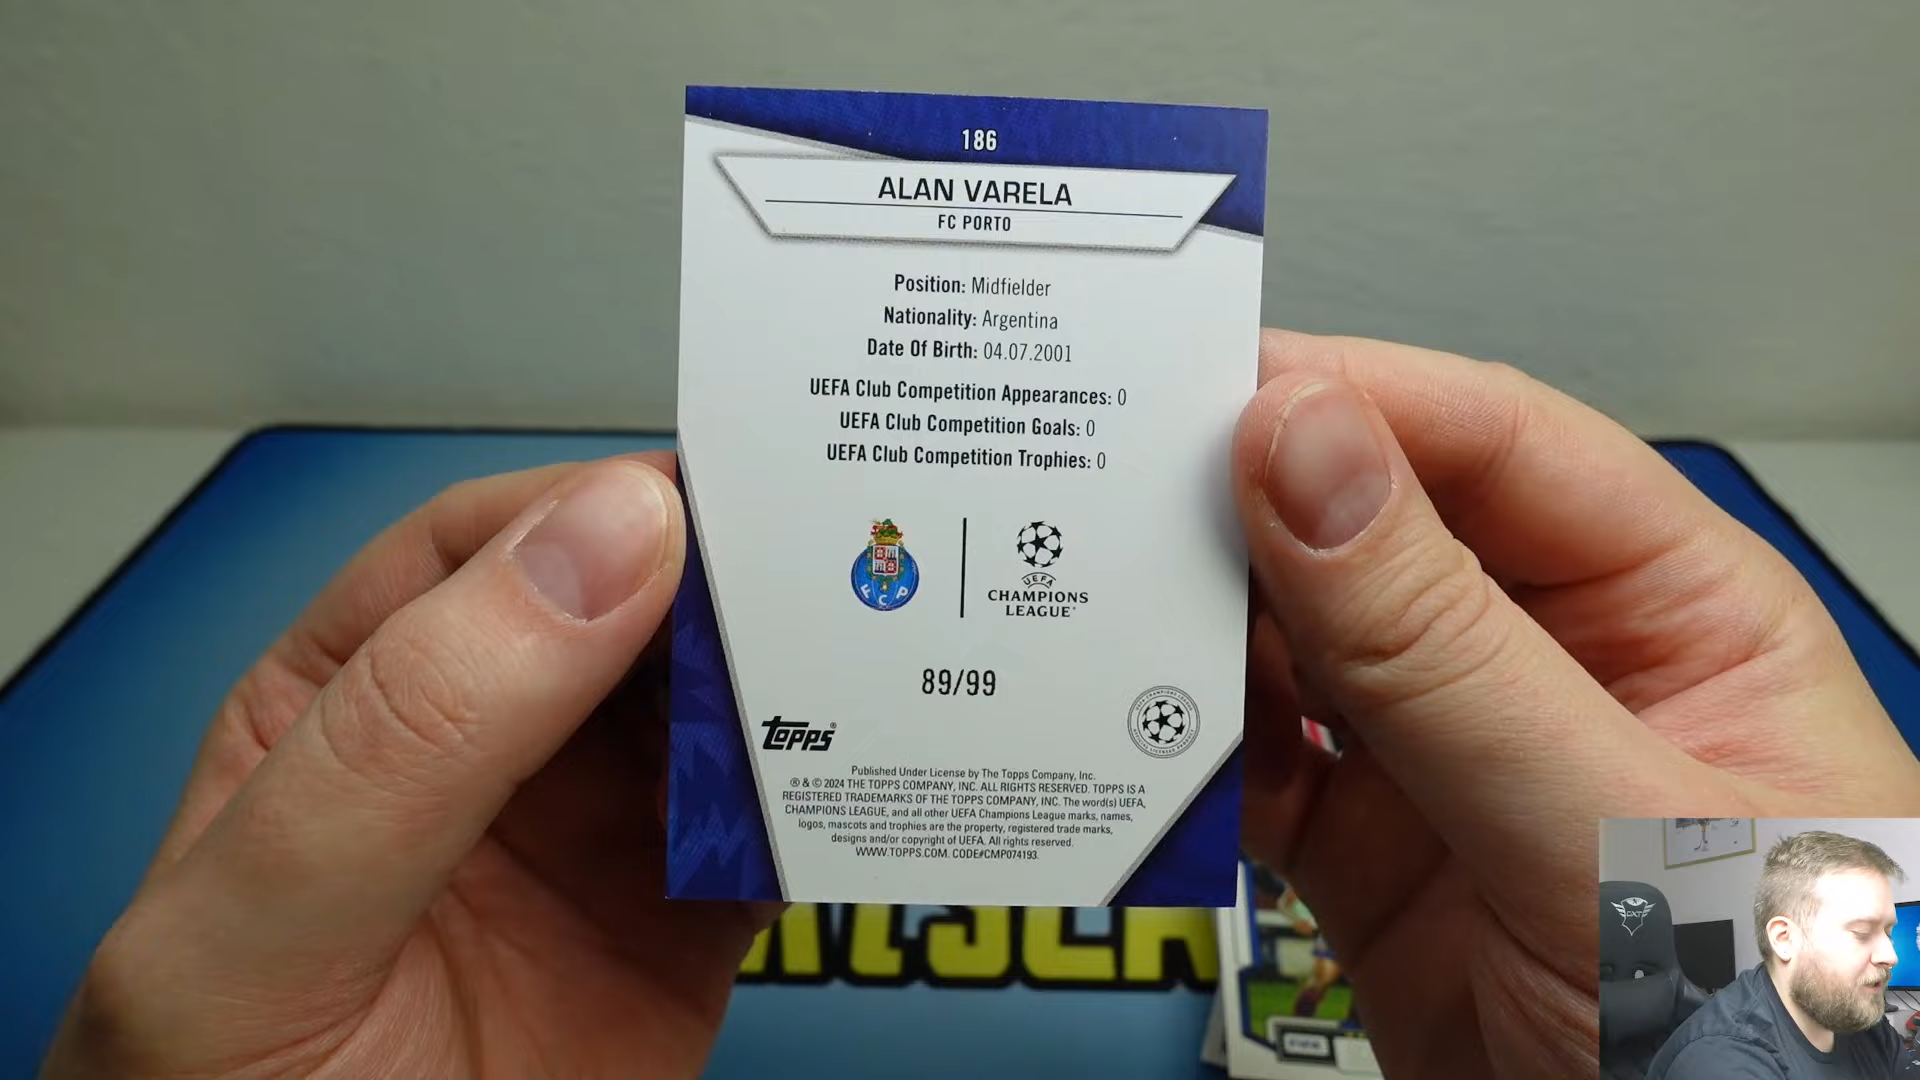 186
ALAN VARELA
FC PORTO
Position: Midfielder
Nationality: Argentina
Date Of Birth: 04.07.2001
UEFA Club Competition Appearances: 0
UEFA Club Competition Goals: 0
UEFA Club Competition Trophies: 0
FCP
UEFA
CHAMPIONS
LEAGUE®
89/99
topps®
Published Under License by The Topps Company, Inc.
® & © 2024 THE TOPPS COMPANY, INC. ALL RIGHTS RESERVED. TOPPS IS A
REGISTERED TRADEMARKS OF THE TOPPS COMPANY, INC. The word(s) UEFA,
CHAMPIONS LEAGUE, and all other UEFA Champions League marks, names,
logos, mascots and trophies are the property, registered trade marks,
designs and/or copyright of UEFA. All rights reserved.
WWW.TOPPS.COM. CODE#CMP074193.